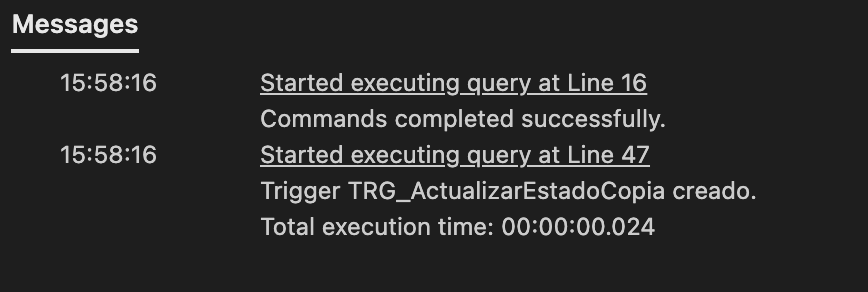 Messages
15:58:16 Started executing query at Line 16
Commands completed successfully.
15:58:16 Started executing query at Line 47
Trigger TRG_ActualizarEstadoCopia creado.
Total execution time: 00:00:00.024